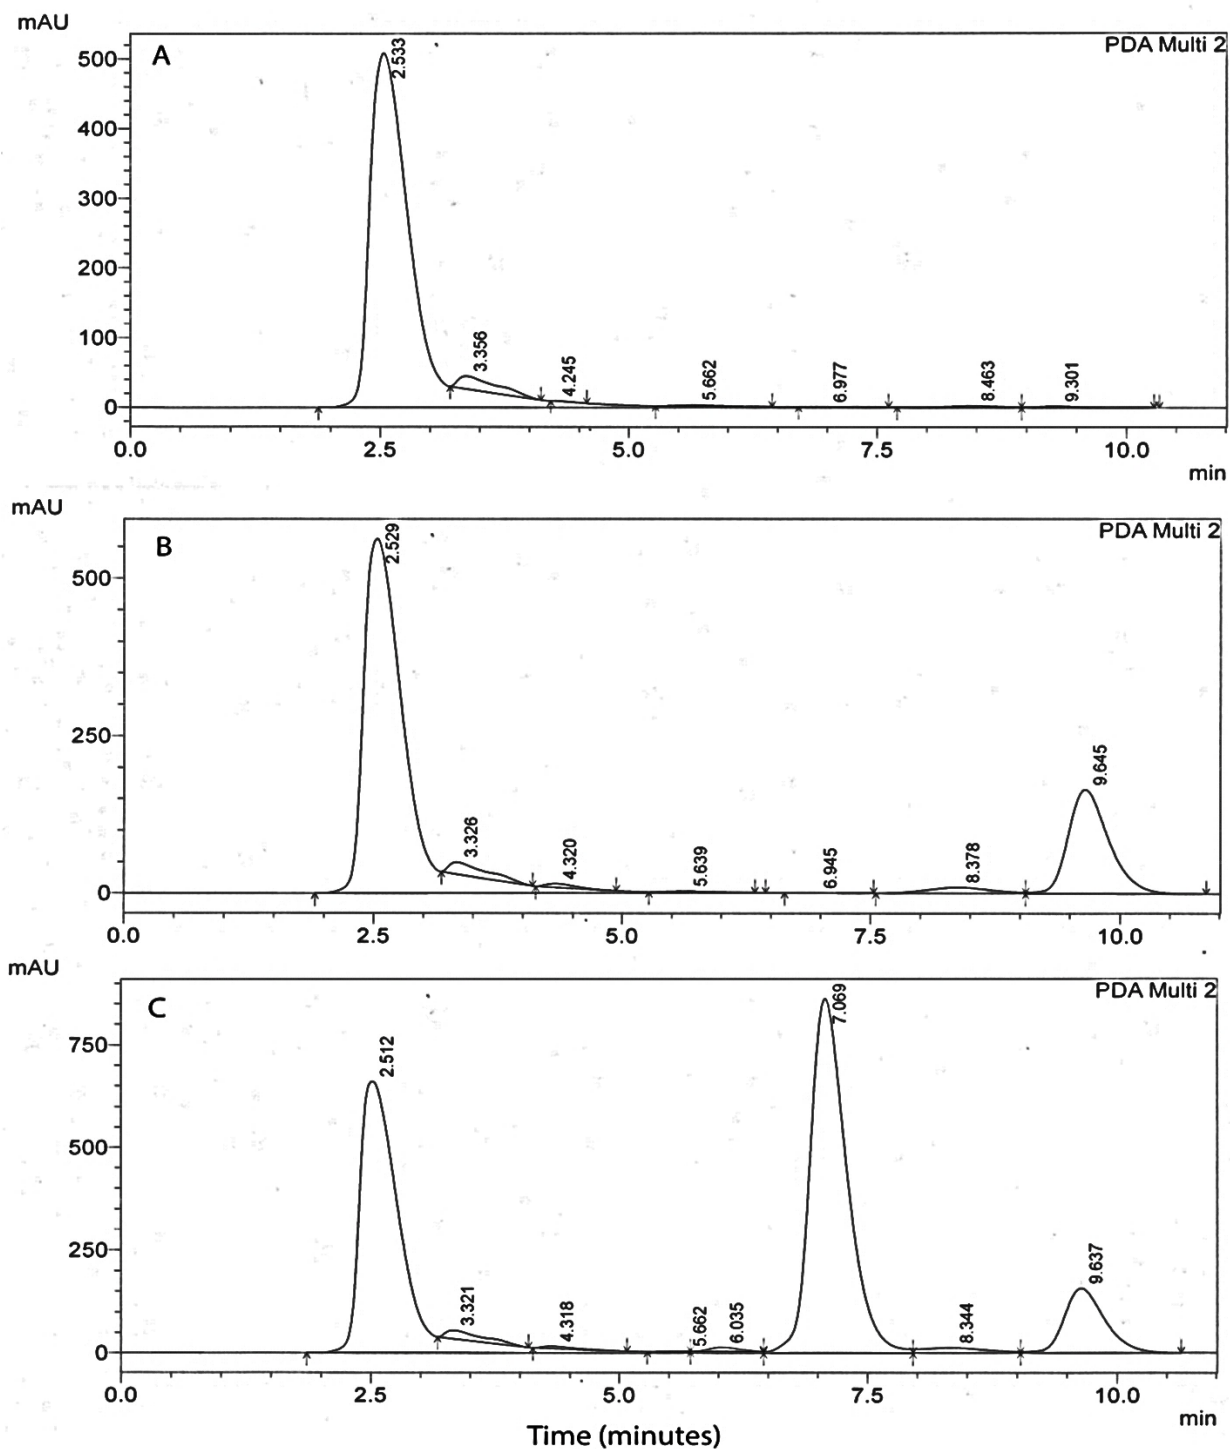 mAU
A
PDA Multi 2
500
400
300
200
100
0
2.533
3.356
4.245
5.662
6.977
8.463
9.301
0.0 2.5 5.0 7.5 10.0
min
mAU
B
PDA Multi 2
500
250
0
2.529
3.326
4.320
5.639
6.945
8.378
9.645
0.0 2.5 5.0 7.5 10.0
mAU
C
PDA Multi 2
750
500
250
0
2.512
3.321
4.318
5.662
6.035
7.069
8.344
9.637
0.0 2.5 5.0 7.5 10.0
min
Time (minutes)